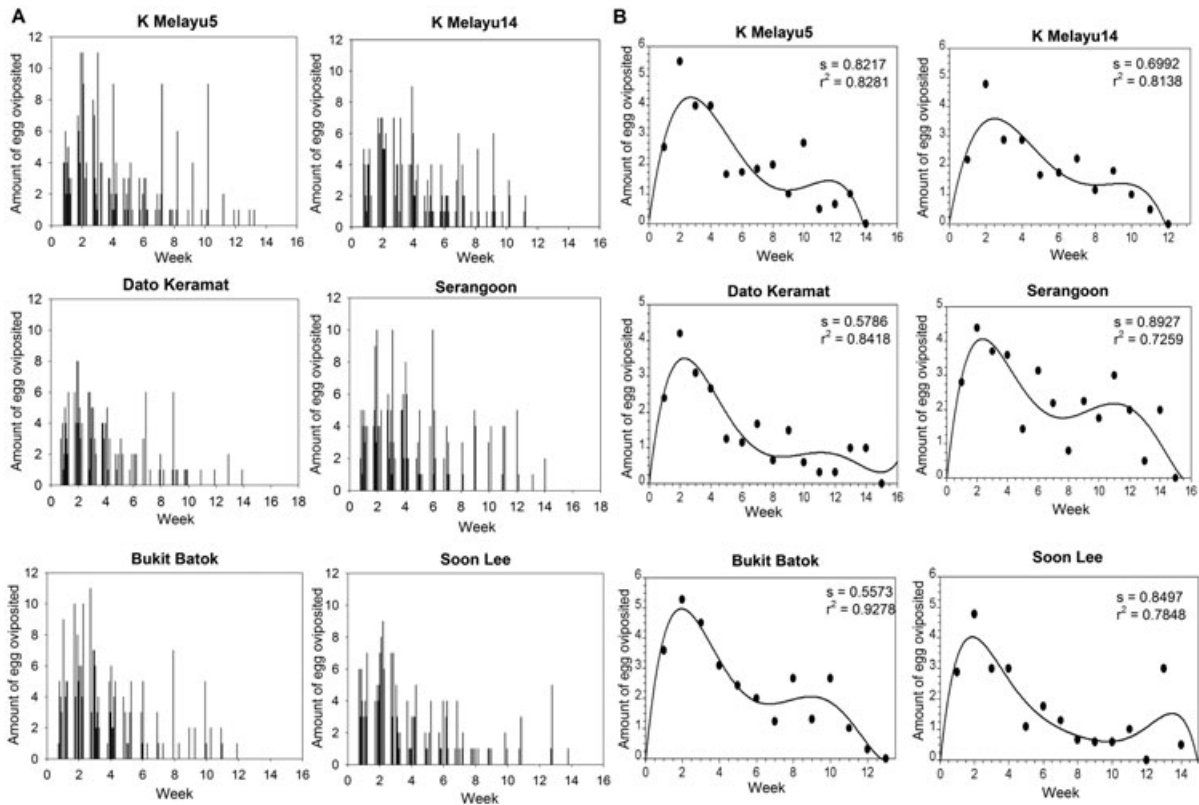 A
B
K Melayu5
K Melayu14
K Melayu5
K Melayu14
Amount of egg oviposited
12
10
8
6
4
2
0
0 2 4 6 8 10 12 14 16
Week
Amount of egg oviposited
12
10
8
6
4
2
0
0 2 4 6 8 10 12 14 16
Week
Amount of egg oviposited
6
5
4
3
2
1
0
s = 0.8217
r² = 0.8281
0 2 4 6 8 10 12 14 16
Week
Amount of egg oviposited
6
5
4
3
2
1
0
s = 0.6992
r² = 0.8138
0 2 4 6 8 10 12
Week
Dato Keramat
Serangoon
Dato Keramat
Serangoon
Amount of egg oviposited
12
10
8
6
4
2
0
0 2 4 6 8 10 12 14 16
Week
Amount of egg oviposited
12
10
8
6
4
2
0
0 2 4 6 8 10 12 14 16 18
Week
Amount of egg oviposited
5
4
3
2
1
0
s = 0.5786
r² = 0.8418
0 2 4 6 8 10 12 14 16
Week
Amount of egg oviposited
5
4
3
2
1
0
s = 0.8927
r² = 0.7259
0 2 4 6 8 10 12 14 16
Week
Bukit Batok
Soon Lee
Bukit Batok
Soon Lee
Amount of egg oviposited
12
10
8
6
4
2
0
0 2 4 6 8 10 12 14 16
Week
Amount of egg oviposited
12
10
8
6
4
2
0
0 2 4 6 8 10 12 14 16
Week
Amount of egg oviposited
6
5
4
3
2
1
0
s = 0.5573
r² = 0.9278
0 2 4 6 8 10 12 14
Week
Amount of egg oviposited
6
5
4
3
2
1
0
s = 0.8497
r² = 0.7848
0 2 4 6 8 10 12 14
Week